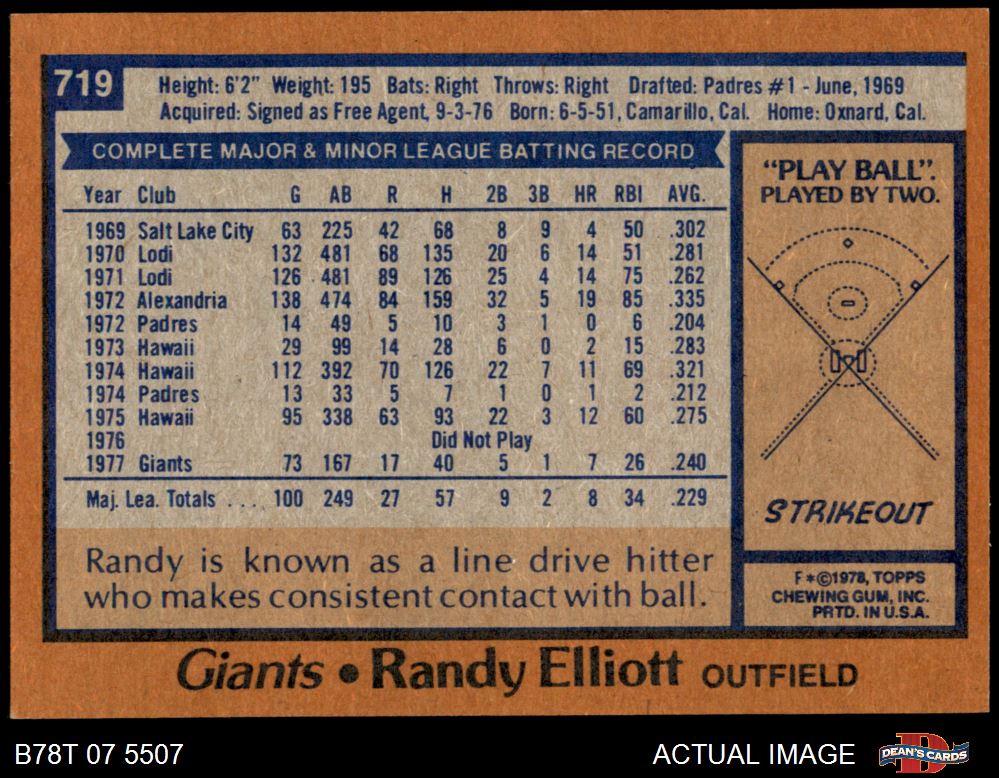 719
Height: 6'2" Weight: 195 Bats: Right Throws: Right Drafted: Padres #1 - June, 1969
Acquired: Signed as Free Agent, 9-3-76 Born: 6-5-51, Camarillo, Cal. Home: Oxnard, Cal.
COMPLETE MAJOR & MINOR LEAGUE BATTING RECORD
Year Club G AB R H 2B 3B HR RBI AVG.
1969 Salt Lake City 63 225 42 68 8 9 4 50 .302
1970 Lodi 132 481 68 135 20 6 14 51 .281
1971 Lodi 126 481 89 126 25 4 14 75 .262
1972 Alexandria 138 474 84 159 32 5 19 85 .335
1972 Padres 14 49 5 10 3 1 0 6 .204
1973 Hawaii 29 99 14 28 6 0 2 15 .283
1974 Hawaii 112 392 70 126 22 7 11 69 .321
1974 Padres 13 33 5 7 1 0 1 2 .212
1975 Hawaii 95 338 63 93 22 3 12 60 .275
1976 Did Not Play
1977 Giants 73 167 17 40 5 1 7 26 .240
Maj. Lea. Totals . . . 100 249 27 57 9 2 8 34 .229
Randy is known as a line drive hitter
who makes consistent contact with ball.
"PLAY BALL".
PLAYED BY TWO.
STRIKEOUT
F*©1978, TOPPS
CHEWING GUM, INC.
PRTD. IN U.S.A.
Giants • Randy Elliott OUTFIELD
B78T 07 5507
ACTUAL IMAGE
D
DEAN'S CARDS